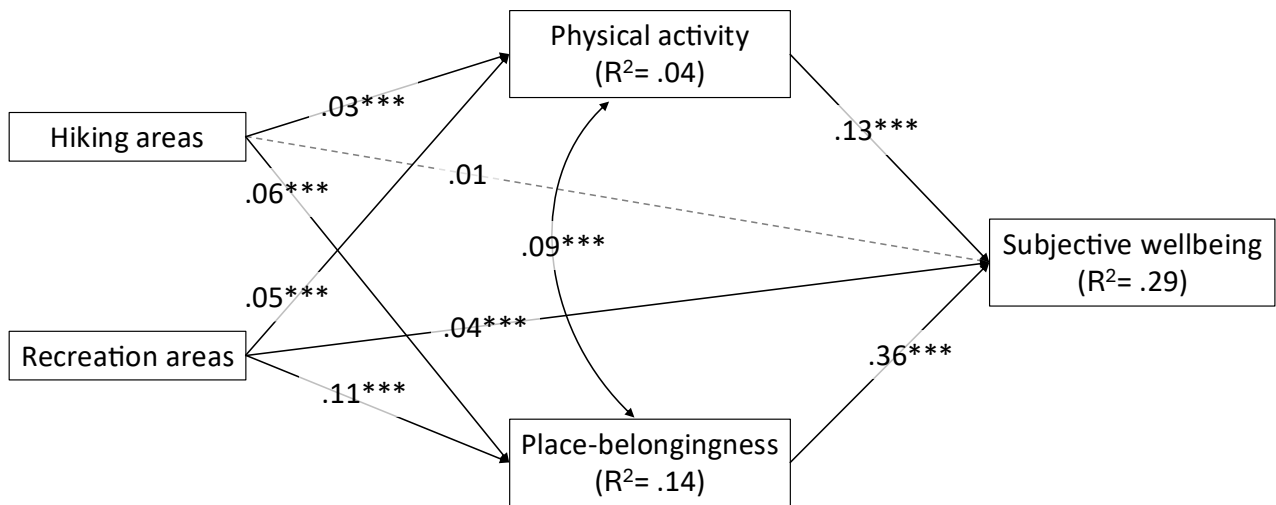 Physical activity
(R²= .04)
.03***
Hiking areas
.13***
.06***
.01
.09***
Subjective wellbeing
(R²= .29)
.05***
.04***
Recreation areas
.36***
.11***
Place-belongingness
(R²= .14)